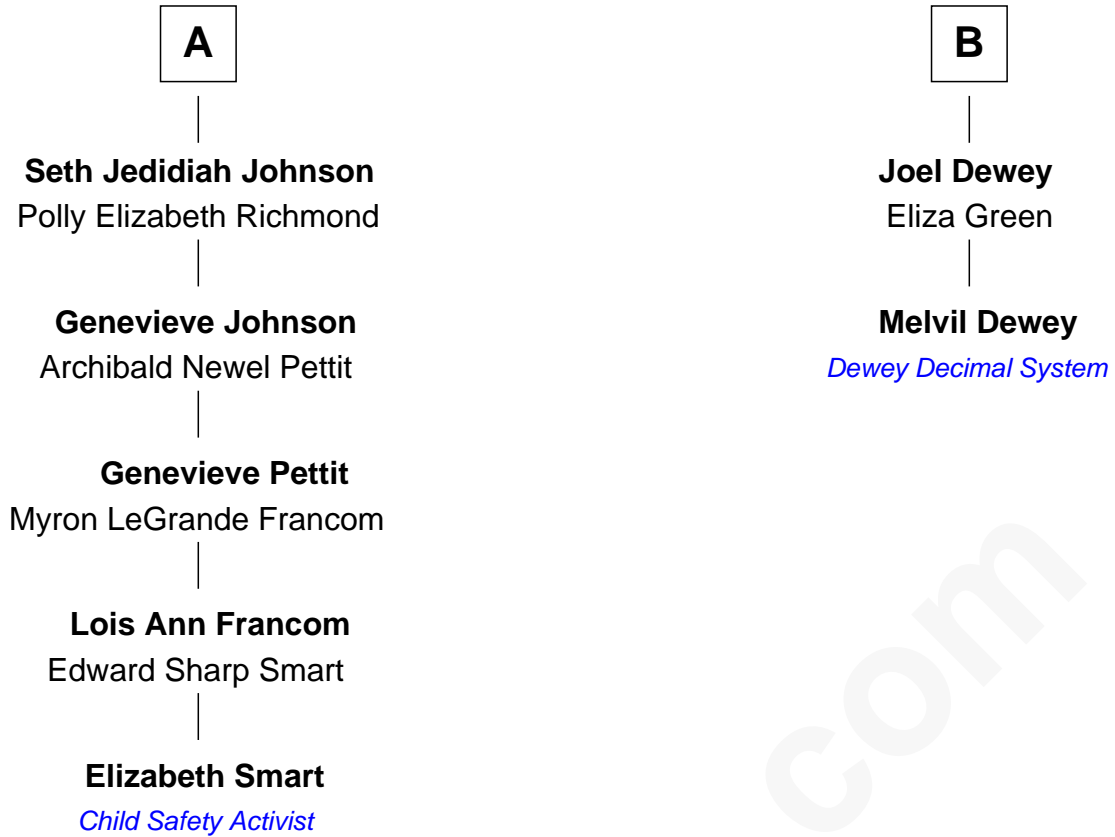 A
Seth Jedidiah Johnson
Polly Elizabeth Richmond
Genevieve Johnson
Archibald Newel Pettit
Genevieve Pettit
Myron LeGrande Francom
Lois Ann Francom
Edward Sharp Smart
Elizabeth Smart
Child Safety Activist
B
Joel Dewey
Eliza Green
Melvil Dewey
Dewey Decimal System
com